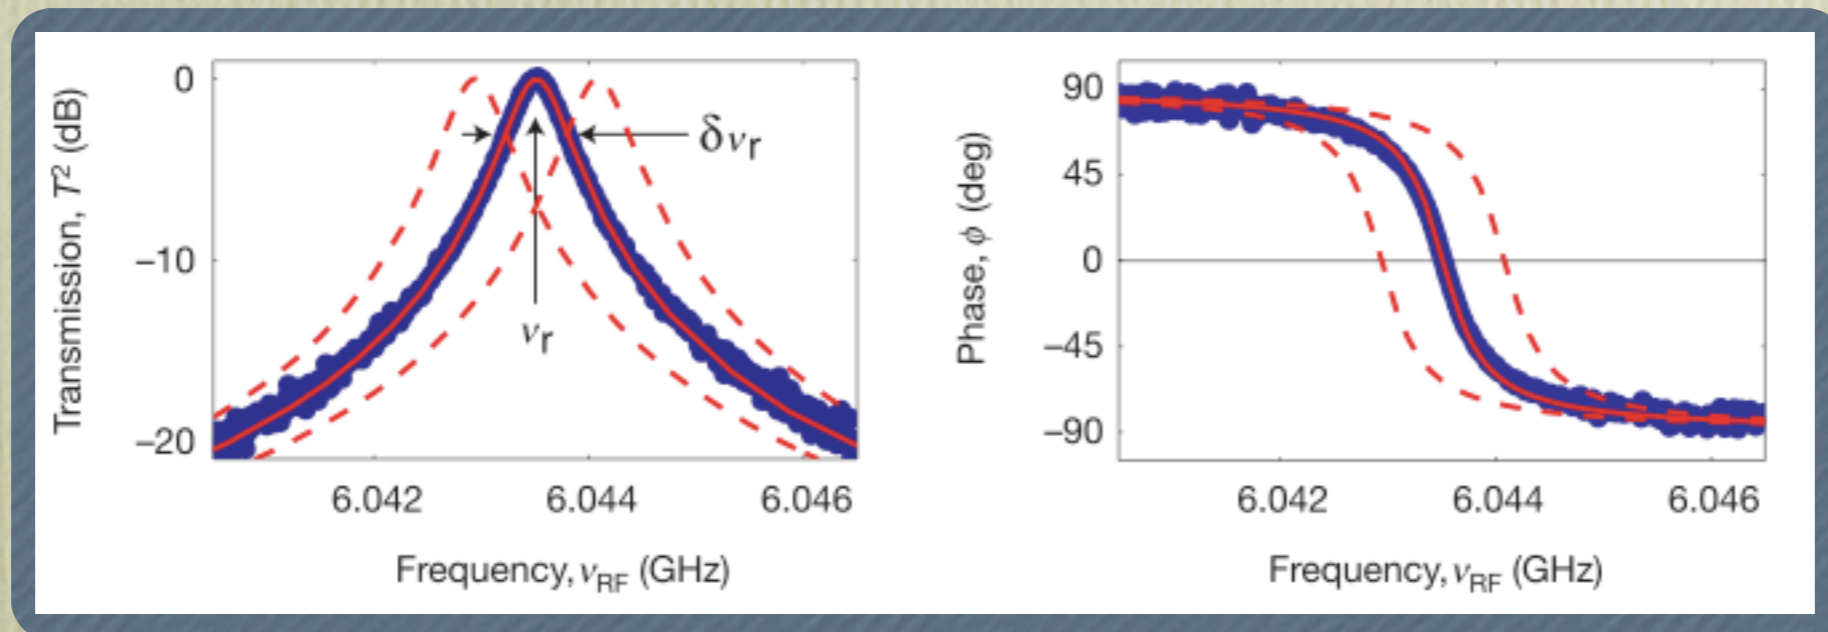 Transmission, T² (dB)
0
−10
−20
δνr
νr
6.042 6.044 6.046
Frequency, νRF (GHz)
Phase, ϕ (deg)
90
45
0
−45
−90
6.042 6.044 6.046
Frequency, νRF (GHz)